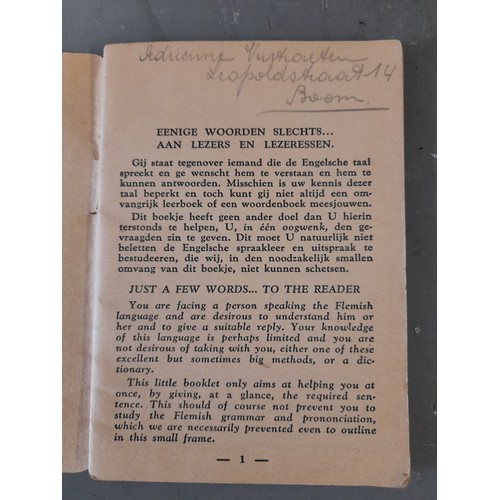 Adrienne Vershaeten
Leopoldstraat 14
Boom.
EENIGE WOORDEN SLECHTS...
AAN LEZERS EN LEZERESSEN.
Gij staat tegenover iemand die de Engelsche taal
spreekt en ge wenscht hem te verstaan en hem te
kunnen antwoorden. Misschien is uw kennis dezer
taal beperkt en toch kunt gij niet altijd een om-
vangrijk leerboek of een woordenboek meesjouwen.
Dit boekje heeft geen ander doel dan U hierin
terstonds te helpen, U, in één oogwenk, den ge-
vraagden zin te geven. Dit moet U natuurlijk niet
beletten de Engelsche spraakleer en uitspraak te
bestudeeren, die wij, in den noodzakelijk smallen
omvang van dit boekje, niet kunnen schetsen.
JUST A FEW WORDS... TO THE READER
You are facing a person speaking the Flemish
language and are desirous to understand him or
her and to give a suitable reply. Your knowledge
of this language is perhaps limited and you are
not desirous of taking with you, either one of these
excellent but sometimes big methods, or a dic-
tionary.
This little booklet only aims at helping you at
once, by giving, at a glance, the required sen-
tence. This should of course not prevent you to
study the Flemish grammar and prononciation,
which we are necessarily prevented even to outline
in this small frame.
— 1 —